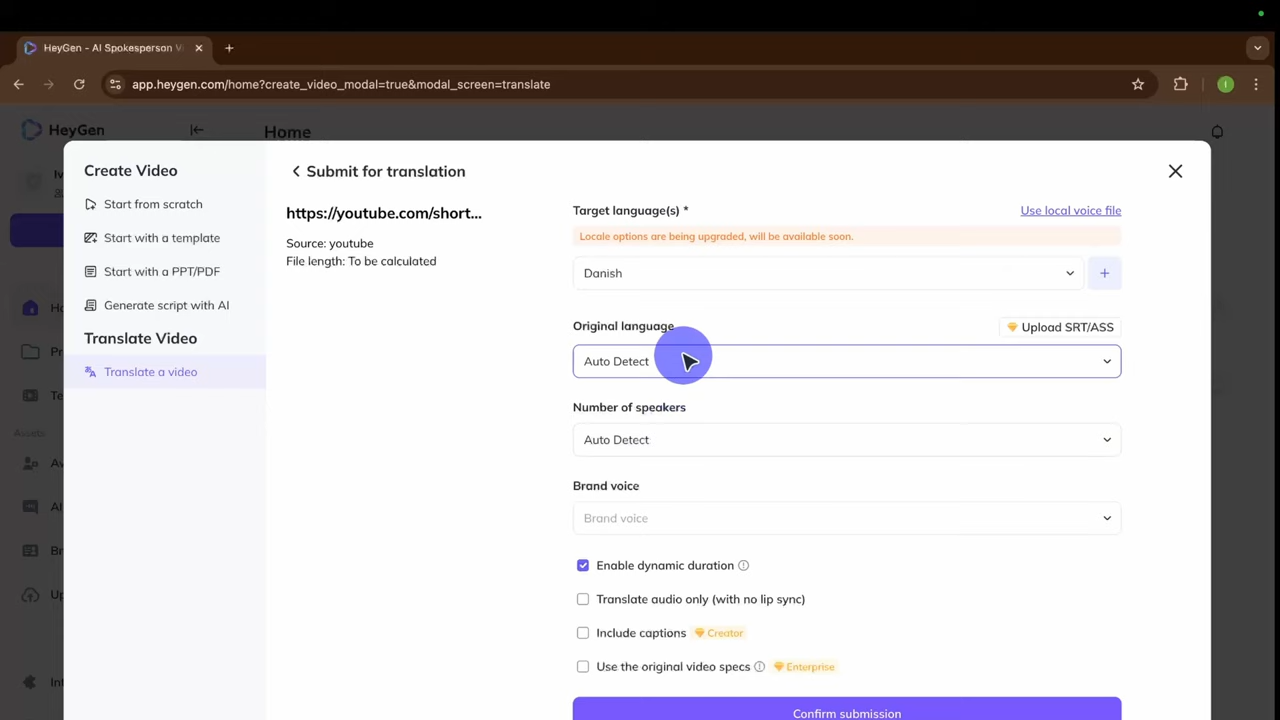 HeyGen - AI Spokesperson V
app.heygen.com/home?create_video_modal=true&modal_screen=translate
I
HeyGen
Home
Create Video
Start from scratch
Start with a template
Start with a PPT/PDF
Generate script with AI
Translate Video
Translate a video
Assets
Submit for translation
https://youtube.com/short...
Source: youtube
File length: To be calculated
Target language(s) *
Use local voice file
Locale options are being upgraded, will be available soon.
Danish
Original language
Upload SRT/ASS
Auto Detect
Number of speakers
Auto Detect
Brand voice
Brand voice
Enable dynamic duration
Translate audio only (with no lip sync)
Include captions Creator
Use the original video specs Enterprise
Confirm submission